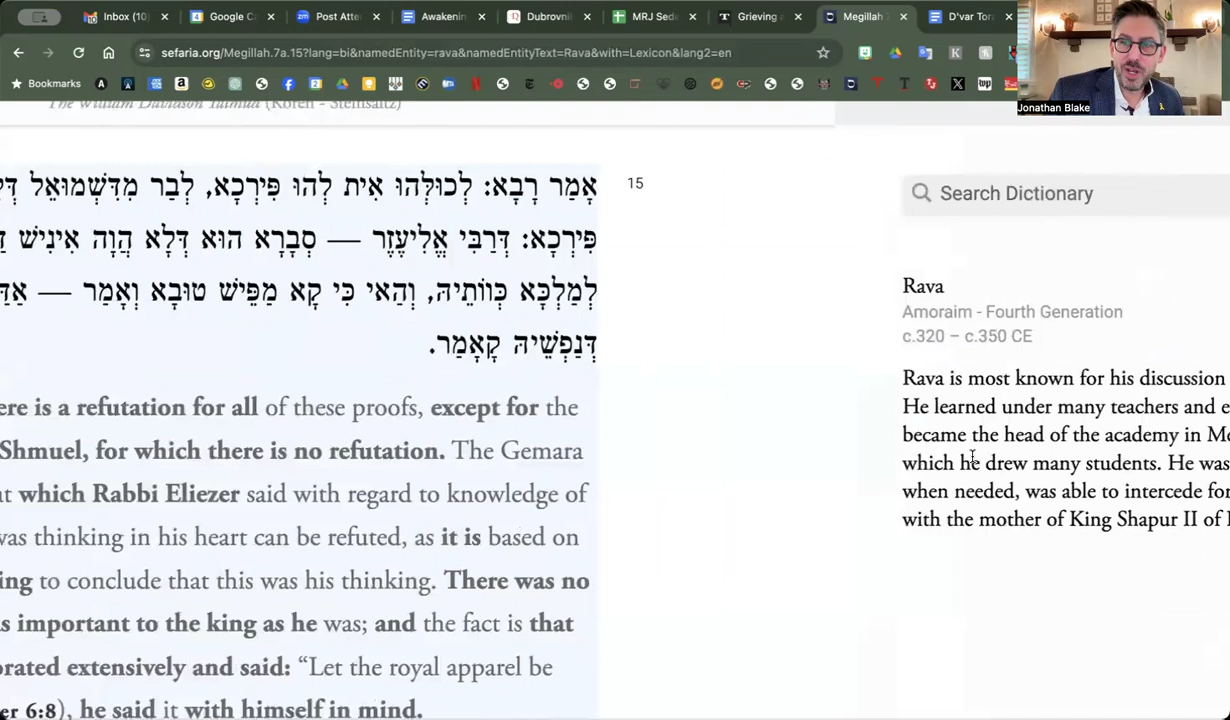 Inbox (10)
Google C
Post Atte
Awakenin
Dubrovnil
MRJ Sede
Grieving a
Megillah 7
D'var Tora
sefaria.org/Megillah.7a.15?lang=bi&namedEntity=rava&namedEntityText=Rava&with=Lexicon&lang2=en
Bookmarks
Jonathan Blake
The William Davidson Talmud (Koren - Steinsaltz)
אָמַר רָבָא: לְכוּלְּהוּ אִית לְהוּ פִּירְכָא, לְבַר מִדִּשְׁמוּאֵל
15
פִּירְכָא: דְּרַבִּי אֱלִיעֶזֶר — סְבָרָא הוּא דְּלָא הֲוָה אִינִישׁ
לְמַלְכָּא כְּווֹתֵיהּ, וְהַאי כִּי קָא מַפֵּישׁ טוּבָא וְאָמַר —
דְּנַפְשֵׁיהּ קָאָמַר.
ere is a refutation for all of these proofs, except for the
Shmuel, for which there is no refutation. The Gemara
at which Rabbi Eliezer said with regard to knowledge of
was thinking in his heart can be refuted, as it is based on
ing to conclude that this was his thinking. There was no
as important to the king as he was; and the fact is that
orated extensively and said: “Let the royal apparel be
er 6:8), he said it with himself in mind.
Search Dictionary
Rava
Amoraim - Fourth Generation
c.320 – c.350 CE
Rava is most known for his discussion
He learned under many teachers and e
became the head of the academy in M
which he drew many students. He was
when needed, was able to intercede for
with the mother of King Shapur II of